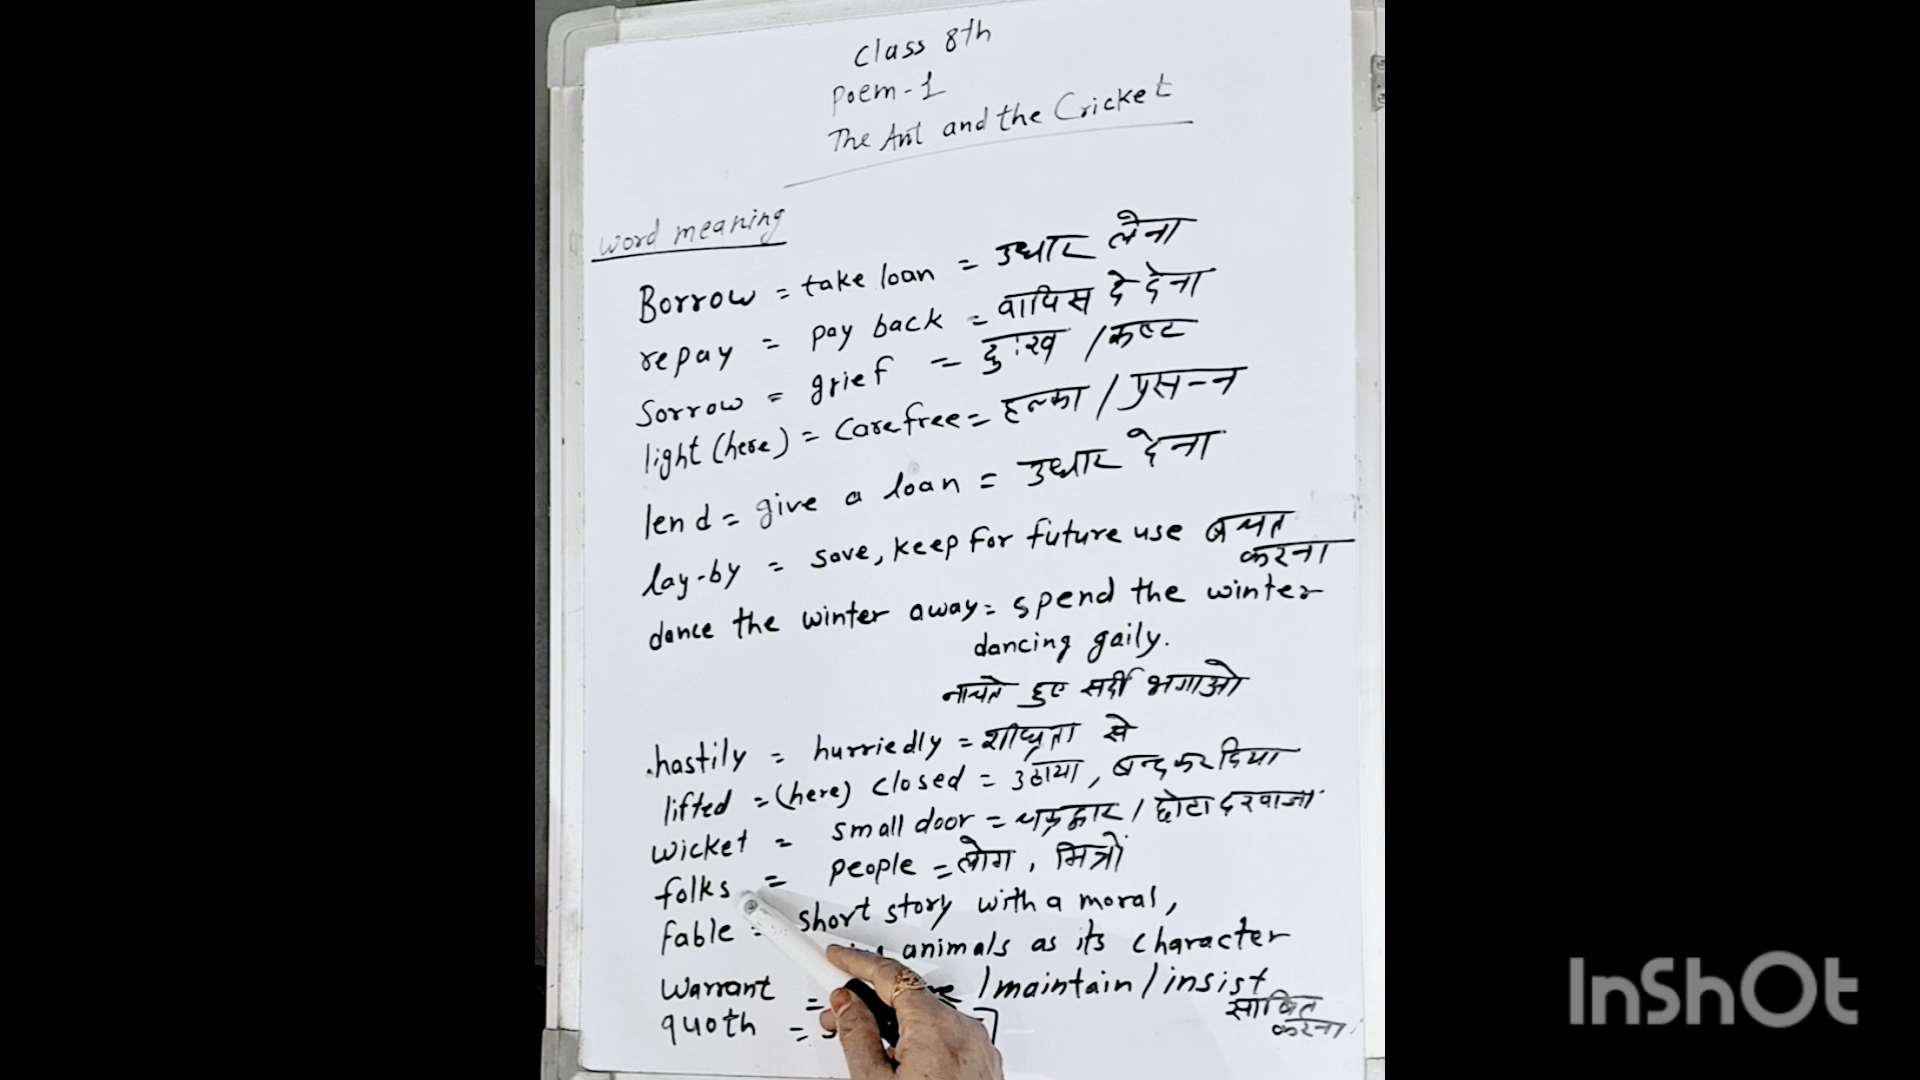 Class 8th
Poem-1
The Ant and the Cricket
word meaning
Borrow = take loan = उधार लेना
repay = pay back = वापिस दे देना
Sorrow = grief = दुःख / कष्ट
light (here) = carefree = हल्का / प्रसन्न
lend = give a loan = उधार देना
lay-by = save, keep for future use बचत
करना
dance the winter away = spend the winter
dancing gaily.
नाचते हुए सर्दी भगाओ
hastily = hurriedly = शीघ्रता से
lifted = (here) closed = उठाया, बन्द कर दिया
wicket = small door = / छोटा दरवाजा
folks = people = लोग, मित्रों
fable = short story with a moral,
animals as its character
warrant = / maintain / insist
साबित
करना
quoth =
InShOt